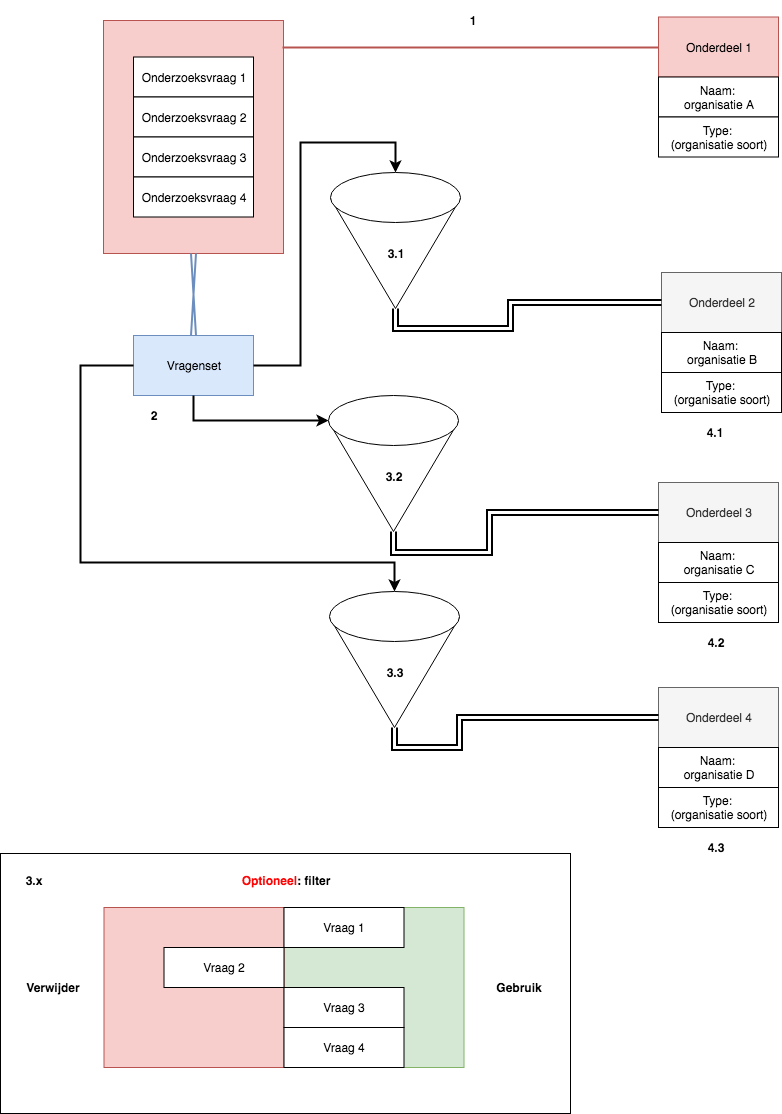 1
Onderdeel 1
Naam:
organisatie A
Type:
(organisatie soort)
Onderzoeksvraag 1
Onderzoeksvraag 2
Onderzoeksvraag 3
Onderzoeksvraag 4
3.1
Onderdeel 2
Naam:
organisatie B
Type:
(organisatie soort)
4.1
Vragenset
2
3.2
Onderdeel 3
Naam:
organisatie C
Type:
(organisatie soort)
4.2
3.3
Onderdeel 4
Naam:
organisatie D
Type:
(organisatie soort)
4.3
3.x
Optioneel: filter
Vraag 1
Vraag 2
Verwijder
Gebruik
Vraag 3
Vraag 4